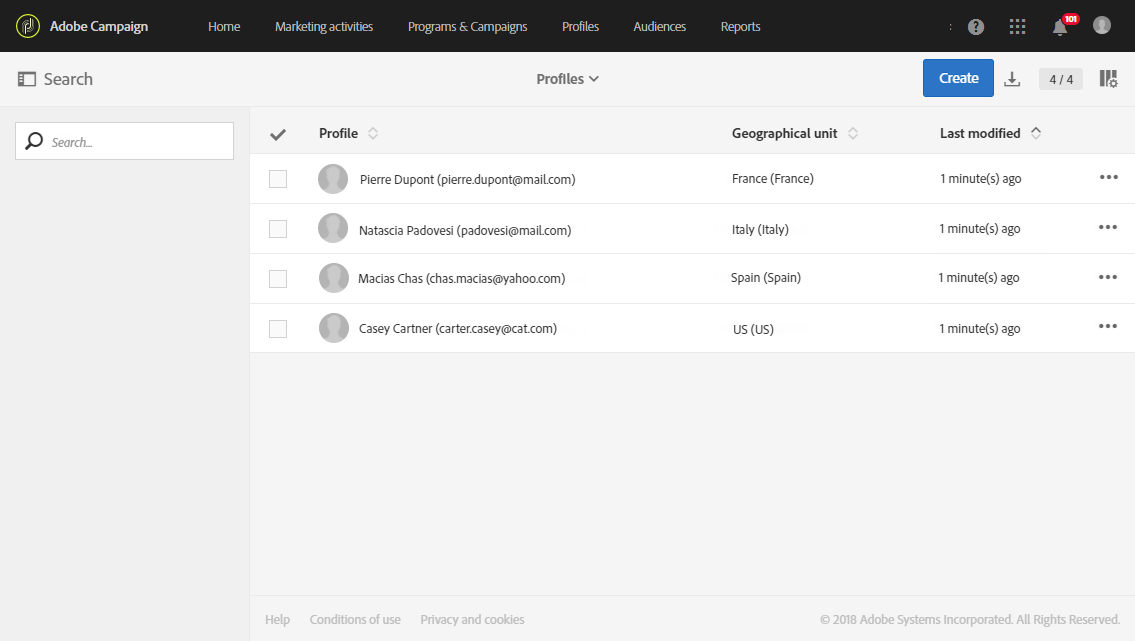 Adobe Campaign Home Marketing activities Programs & Campaigns Profiles Audiences Reports : ? 101
Search Profiles Create 4 / 4
Search...
Profile Geographical unit Last modified
Pierre Dupont (pierre.dupont@mail.com) France (France) 1 minute(s) ago
Natascia Padovesi (padovesi@mail.com) Italy (Italy) 1 minute(s) ago
Macias Chas (chas.macias@yahoo.com) Spain (Spain) 1 minute(s) ago
Casey Cartner (carter.casey@cat.com) US (US) 1 minute(s) ago
Help Conditions of use Privacy and cookies © 2018 Adobe Systems Incorporated. All Rights Reserved.